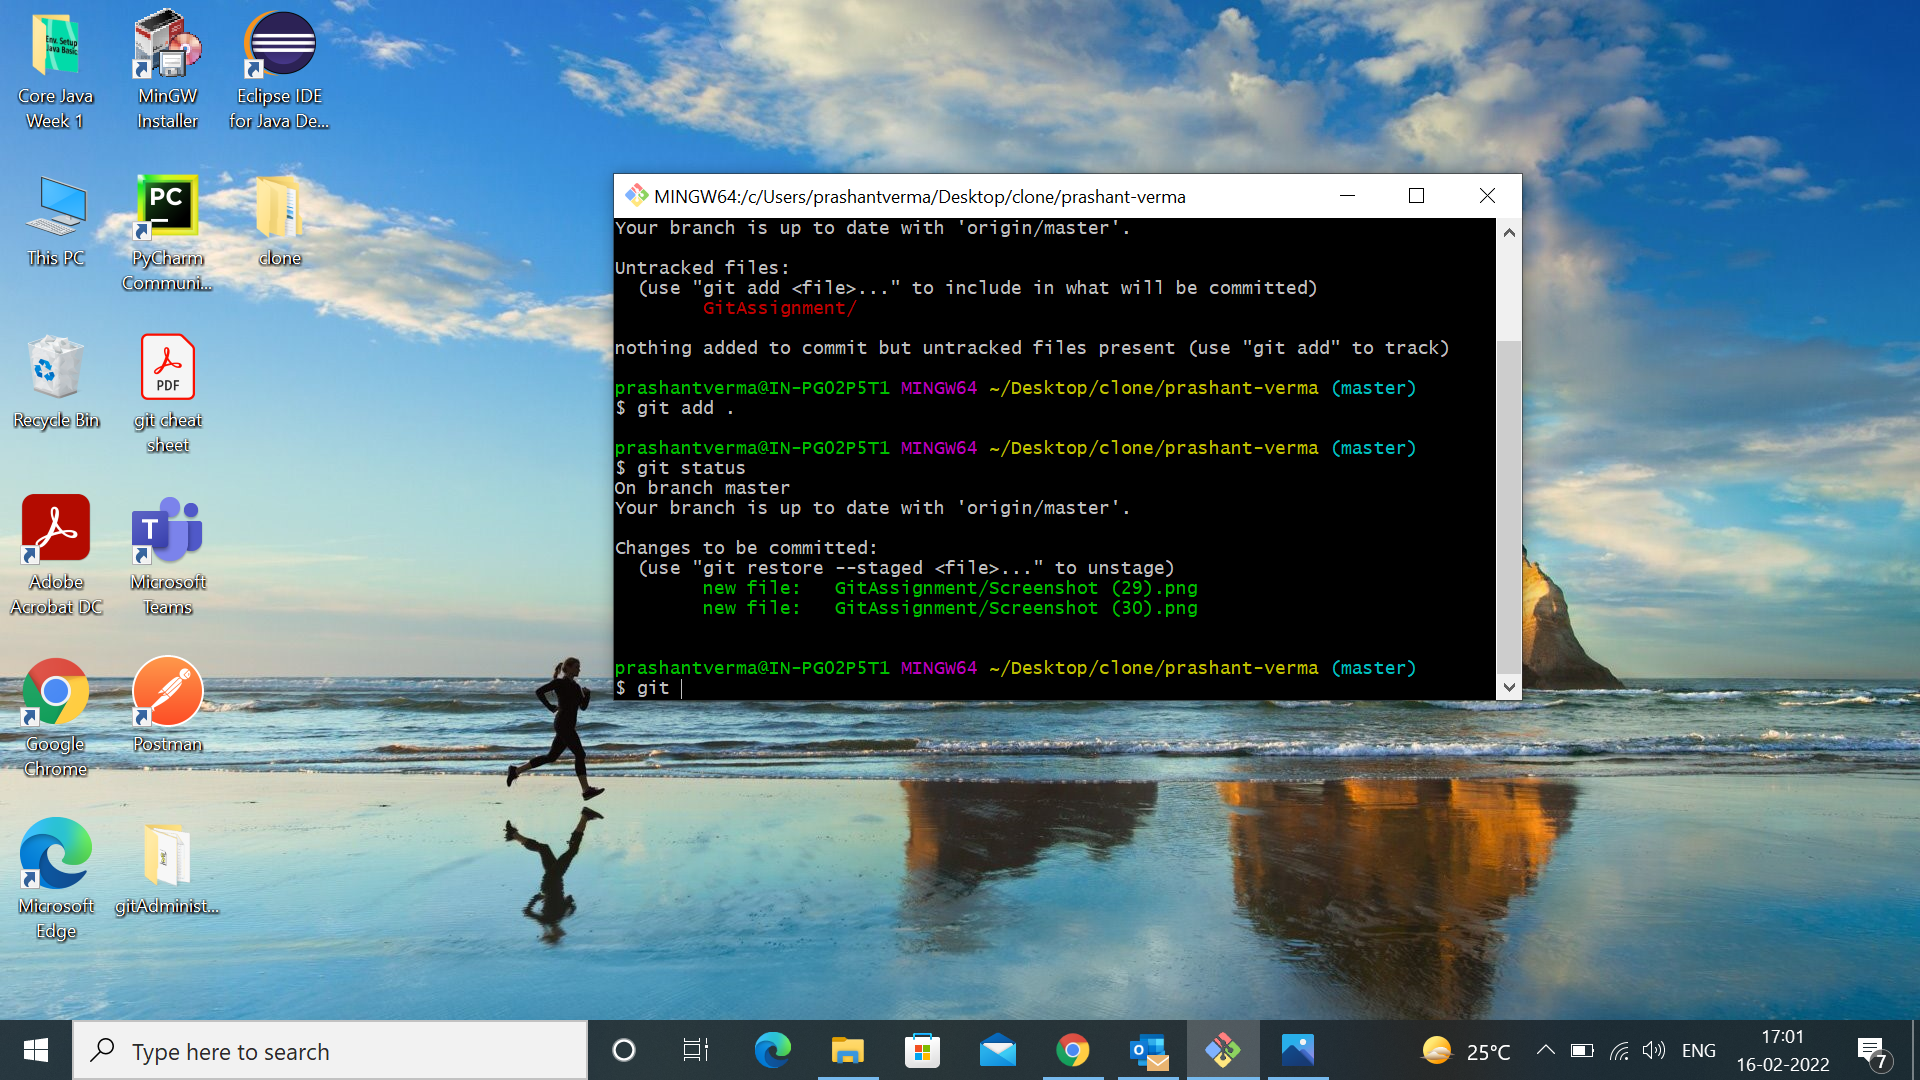 Core Java
Week 1
MinGW
Installer
Eclipse IDE
for Java De...
Env. Setup
Java Basic
This PC
PC
PyCharm
Communi...
clone
Recycle Bin
PDF
git cheat
sheet
Adobe
Acrobat DC
T
Microsoft
Teams
Google
Chrome
Postman
Microsoft
Edge
gitAdminist...
MINGW64:/c/Users/prashantverma/Desktop/clone/prashant-verma
Your branch is up to date with 'origin/master'.
Untracked files:
(use "git add <file>..." to include in what will be committed)
GitAssignment/
nothing added to commit but untracked files present (use "git add" to track)
prashantverma@IN-PG02P5T1 MINGW64 ~/Desktop/clone/prashant-verma (master)
$ git add .
prashantverma@IN-PG02P5T1 MINGW64 ~/Desktop/clone/prashant-verma (master)
$ git status
On branch master
Your branch is up to date with 'origin/master'.
Changes to be committed:
(use "git restore --staged <file>..." to unstage)
new file:   GitAssignment/Screenshot (29).png
new file:   GitAssignment/Screenshot (30).png
prashantverma@IN-PG02P5T1 MINGW64 ~/Desktop/clone/prashant-verma (master)
$ git
Type here to search
25°C
ENG
17:01
16-02-2022
7